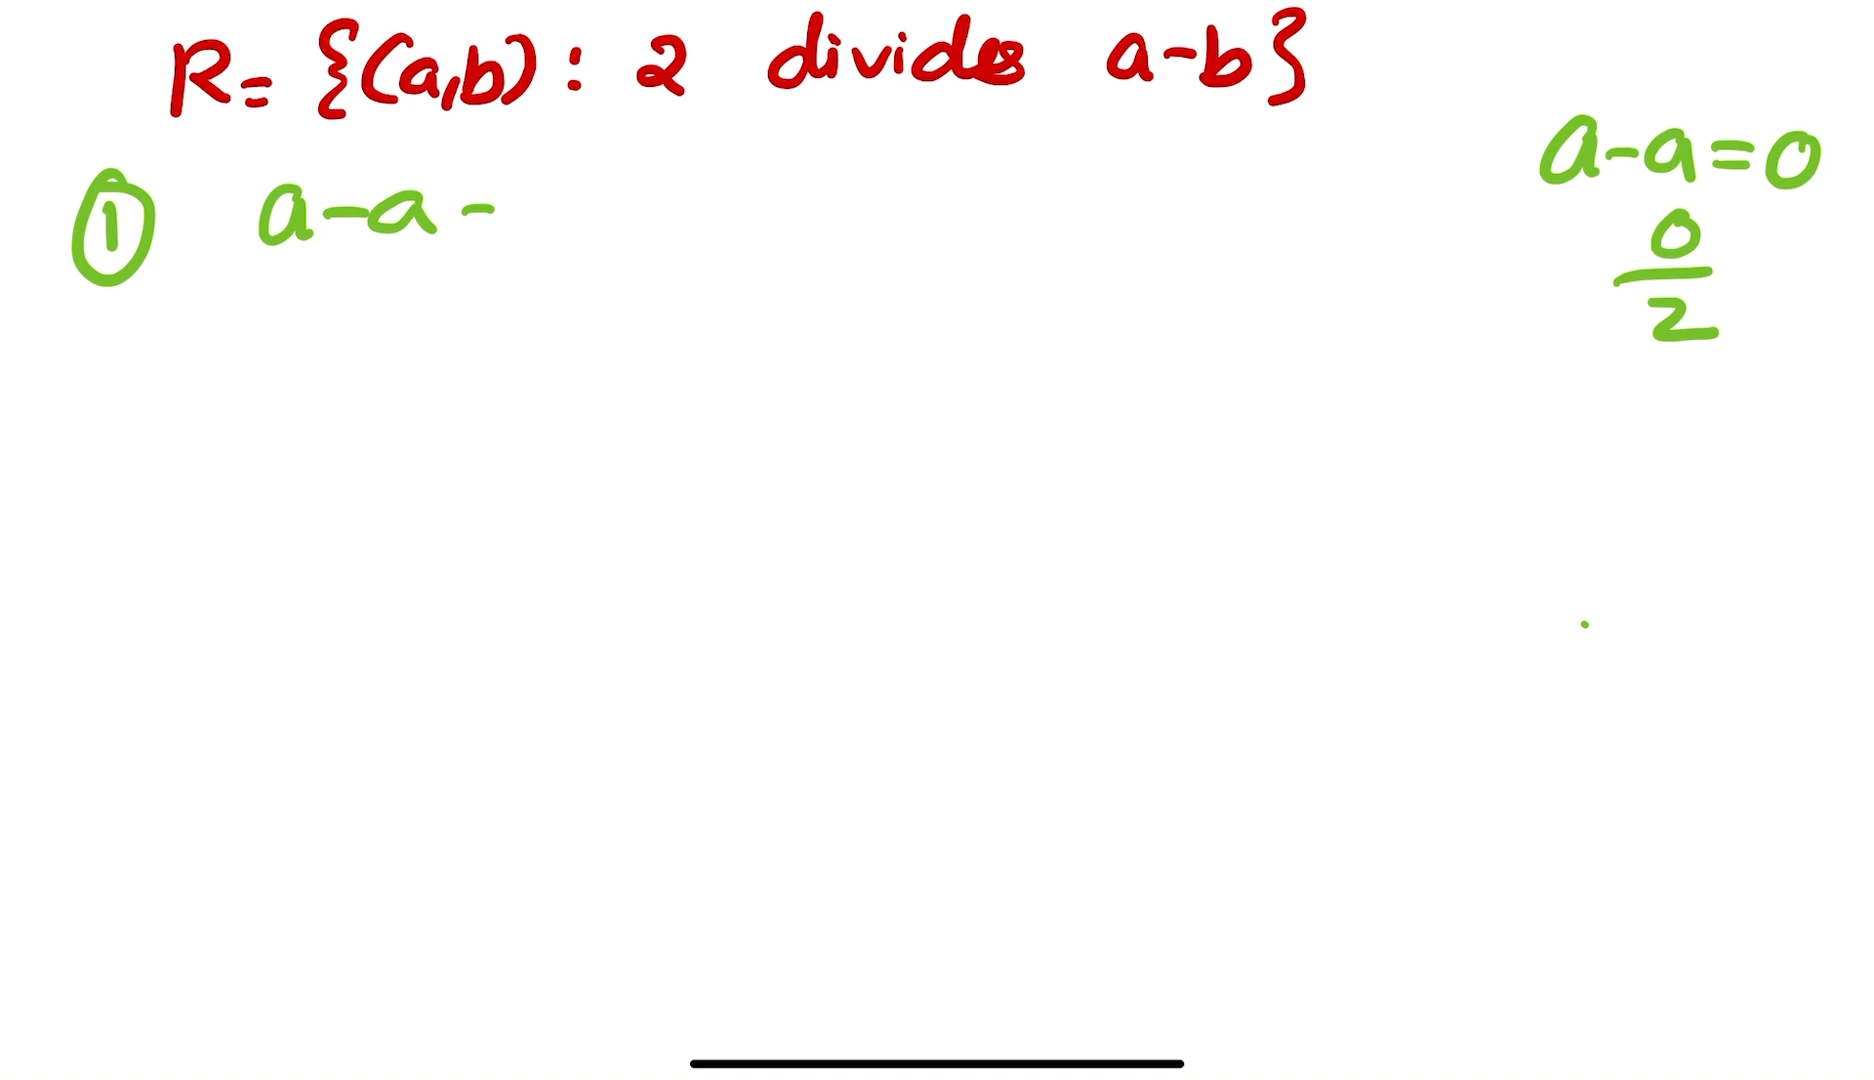 R= {(a,b) : 2 divides a-b}
a-a=0
① a-a -
0
2